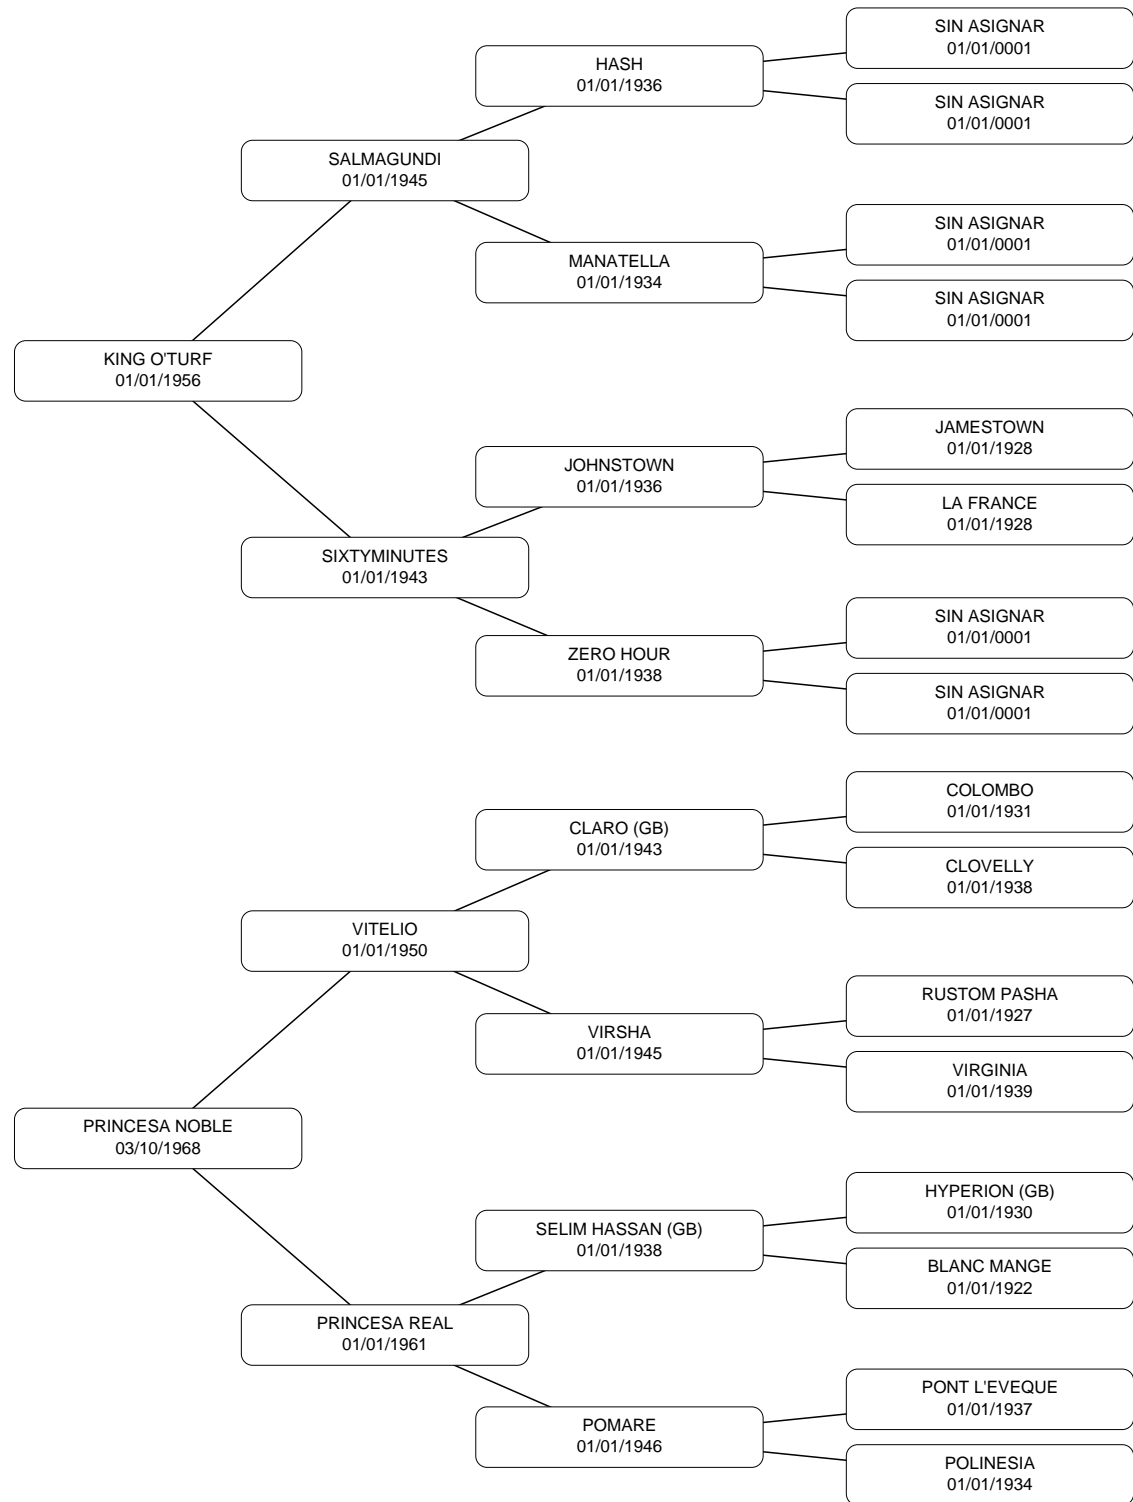 SIN ASIGNAR
01/01/0001
HASH
01/01/1936
SIN ASIGNAR
01/01/0001
SALMAGUNDI
01/01/1945
SIN ASIGNAR
01/01/0001
MANATELLA
01/01/1934
SIN ASIGNAR
01/01/0001
KING O'TURF
01/01/1956
JAMESTOWN
01/01/1928
JOHNSTOWN
01/01/1936
LA FRANCE
01/01/1928
SIXTYMINUTES
01/01/1943
SIN ASIGNAR
01/01/0001
ZERO HOUR
01/01/1938
SIN ASIGNAR
01/01/0001
COLOMBO
01/01/1931
CLARO (GB)
01/01/1943
CLOVELLY
01/01/1938
VITELIO
01/01/1950
RUSTOM PASHA
01/01/1927
VIRSHA
01/01/1945
VIRGINIA
01/01/1939
PRINCESA NOBLE
03/10/1968
HYPERION (GB)
01/01/1930
SELIM HASSAN (GB)
01/01/1938
BLANC MANGE
01/01/1922
PRINCESA REAL
01/01/1961
PONT L'EVEQUE
01/01/1937
POMARE
01/01/1946
POLINESIA
01/01/1934